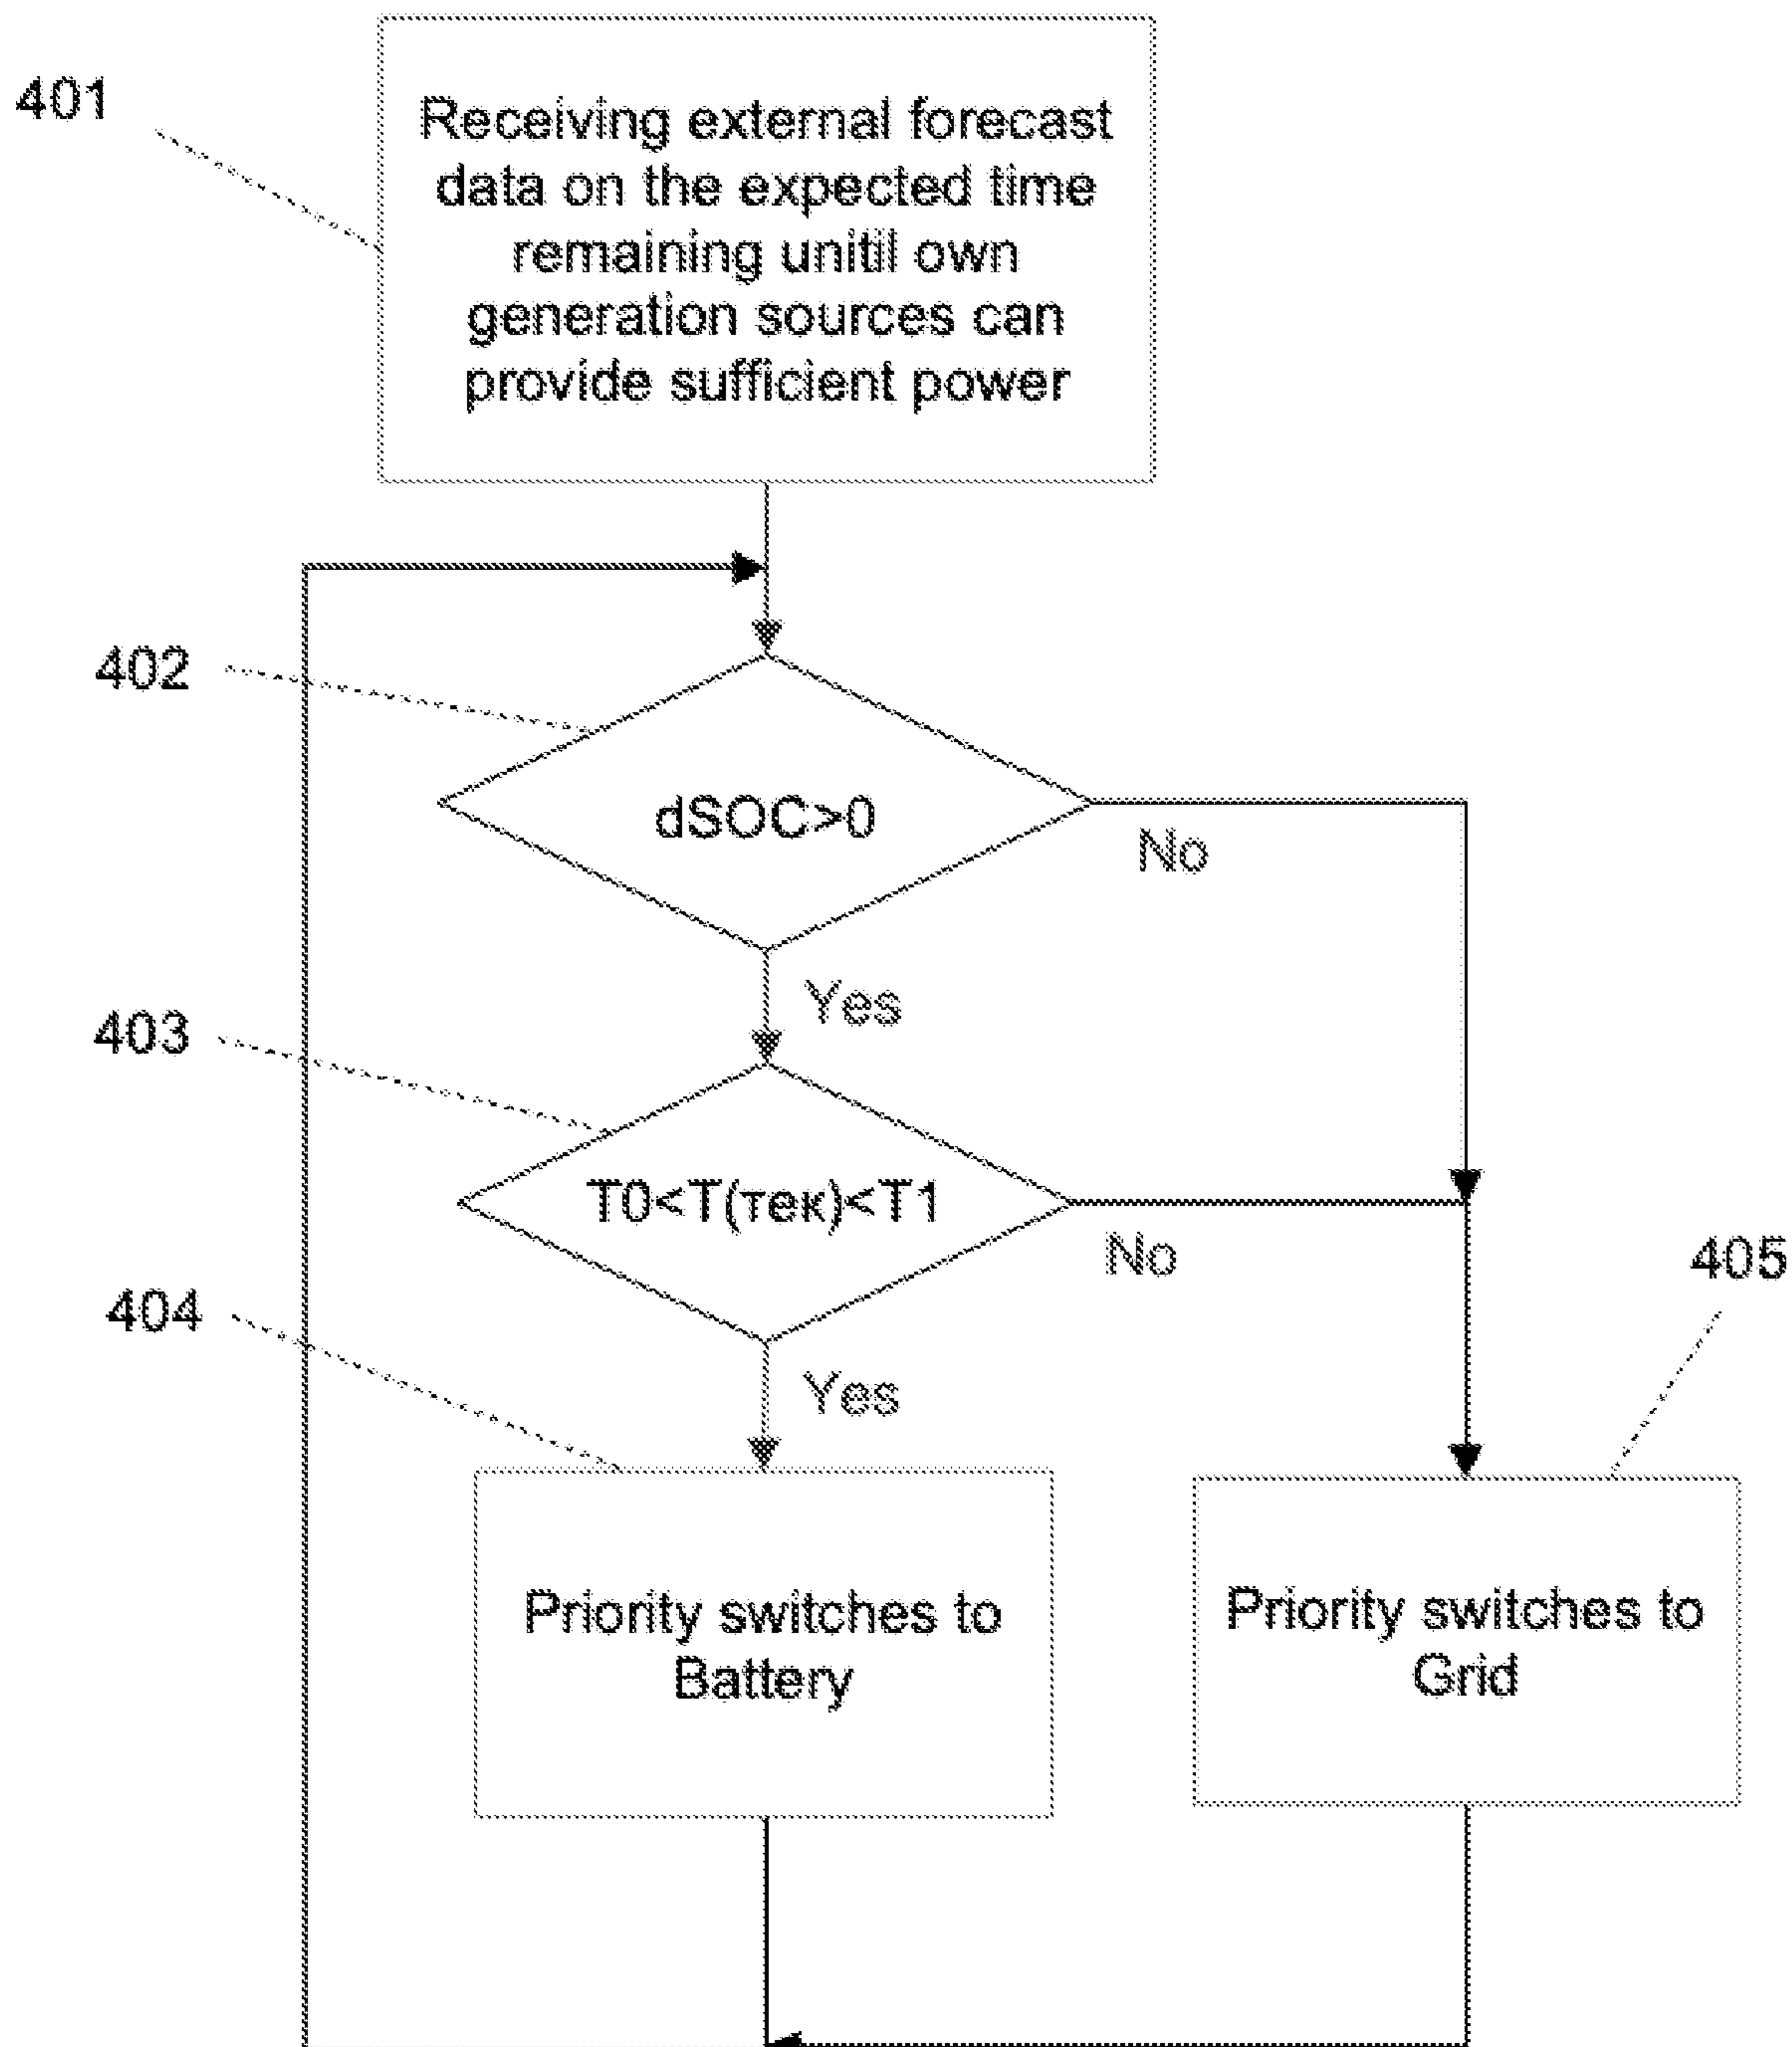 401
Receiving external forecast
data on the expected time
remaining unitil own
generation sources can
provide sufficient power
402
dSOC>0
No
Yes
403
T0<T(тек)<T1
No
405
404
Yes
Priority switches to
Battery
Priority switches to
Grid